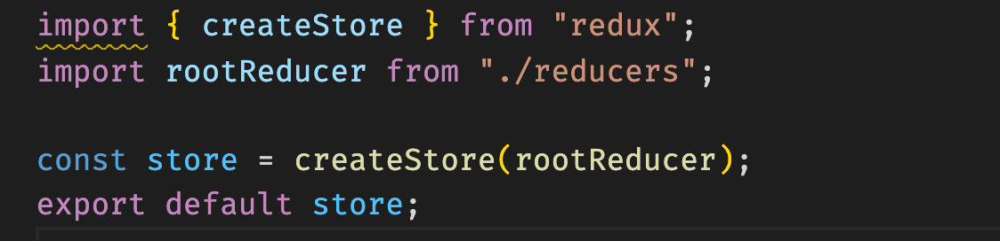 import { createStore } from "redux";
import rootReducer from "./reducers";
const store = createStore(rootReducer);
export default store;